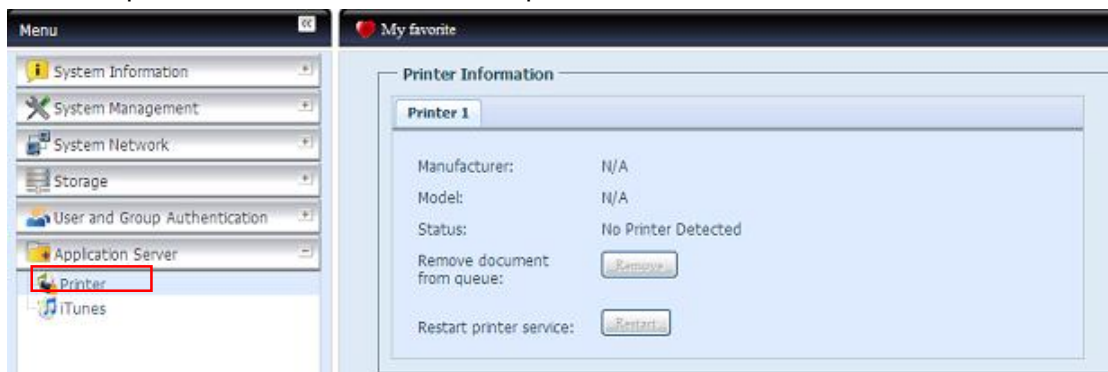 Menu
My favorite
System Information
System Management
System Network
Storage
User and Group Authentication
Application Server
Printer
iTunes
Printer Information
Printer 1
Manufacturer: N/A
Model: N/A
Status: No Printer Detected
Remove document
from queue:
Remove
Restart printer service:
Restart